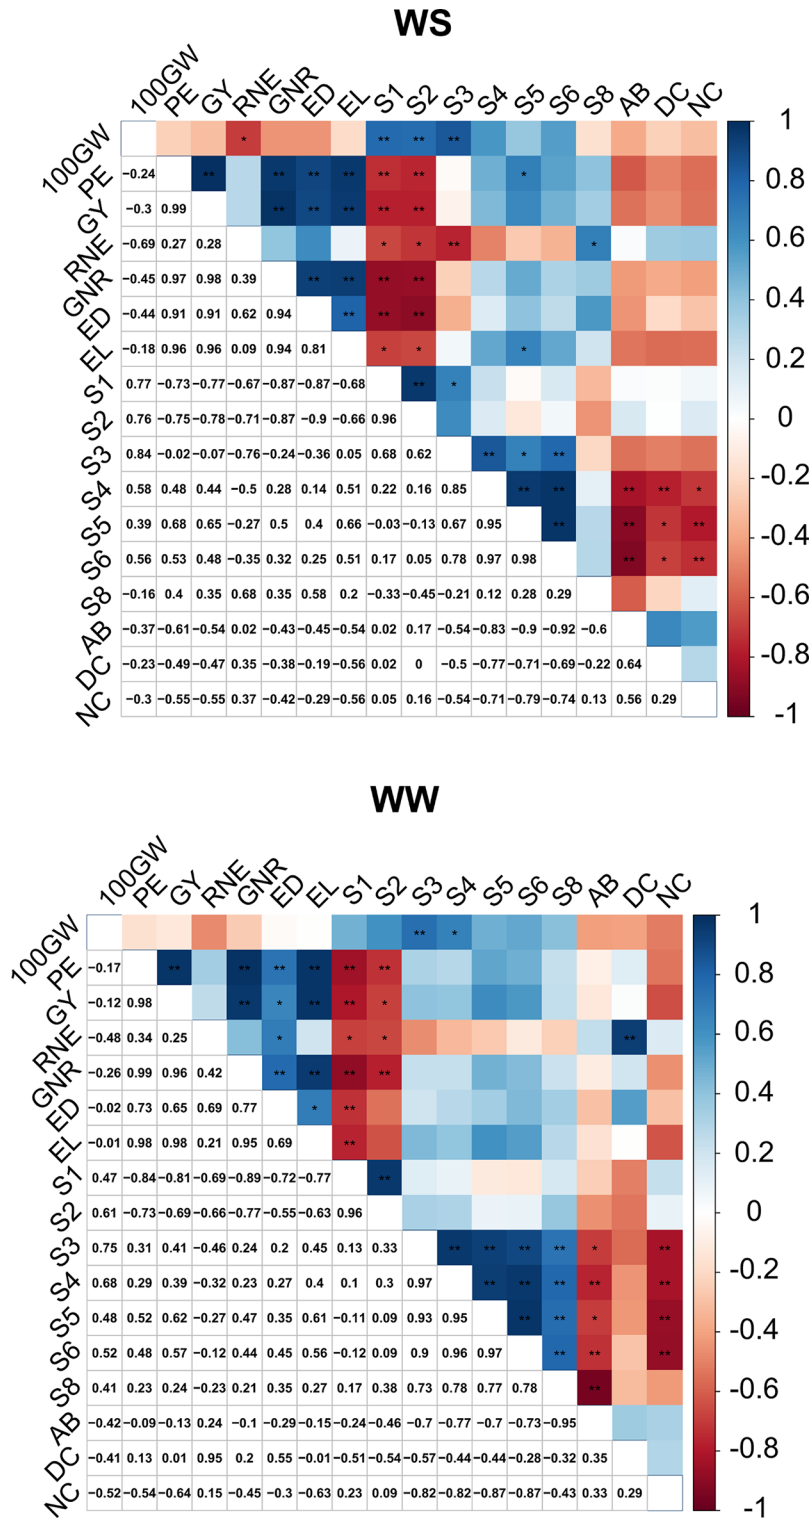 WS
100GW PE GY RNE GNR ED EL S1 S2 S3 S4 S5 S6 S8 AB DC NC
100GW * ** ** **
PE −0.24 ** ** ** ** ** ** *
GY −0.3 0.99 ** ** ** ** **
RNE −0.69 0.27 0.28 * * ** *
GNR −0.45 0.97 0.98 0.39 ** ** ** **
ED −0.44 0.91 0.91 0.62 0.94 ** ** **
EL −0.18 0.96 0.96 0.09 0.94 0.81 * * *
S1 0.77 −0.73 −0.77 −0.67 −0.87 −0.87 −0.68 ** *
S2 0.76 −0.75 −0.78 −0.71 −0.87 −0.9 −0.66 0.96
S3 0.84 −0.02 −0.07 −0.76 −0.24 −0.36 0.05 0.68 0.62 ** * **
S4 0.58 0.48 0.44 −0.5 0.28 0.14 0.51 0.22 0.16 0.85 ** ** ** ** *
S5 0.39 0.68 0.65 −0.27 0.5 0.4 0.66 −0.03 −0.13 0.67 0.95 ** ** * **
S6 0.56 0.53 0.48 −0.35 0.32 0.25 0.51 0.17 0.05 0.78 0.97 0.98 ** * **
S8 −0.16 0.4 0.35 0.68 0.35 0.58 0.2 −0.33 −0.45 −0.21 0.12 0.28 0.29
AB −0.37 −0.61 −0.54 0.02 −0.43 −0.45 −0.54 0.02 0.17 −0.54 −0.83 −0.9 −0.92 −0.6
DC −0.23 −0.49 −0.47 0.35 −0.38 −0.19 −0.56 0.02 0 −0.5 −0.77 −0.71 −0.69 −0.22 0.64
NC −0.3 −0.55 −0.55 0.37 −0.42 −0.29 −0.56 0.05 0.16 −0.54 −0.71 −0.79 −0.74 0.13 0.56 0.29
1
0.8
0.6
0.4
0.2
0
-0.2
-0.4
-0.6
-0.8
-1
WW
100GW PE GY RNE GNR ED EL S1 S2 S3 S4 S5 S6 S8 AB DC NC
100GW ** *
PE −0.17 ** ** ** ** ** **
GY −0.12 0.98 ** * ** ** *
RNE −0.48 0.34 0.25 * * * **
GNR −0.26 0.99 0.96 0.42 ** ** ** **
ED −0.02 0.73 0.65 0.69 0.77 * **
EL −0.01 0.98 0.98 0.21 0.95 0.69 **
S1 0.47 −0.84 −0.81 −0.69 −0.89 −0.72 −0.77 **
S2 0.61 −0.73 −0.69 −0.66 −0.77 −0.55 −0.63 0.96
S3 0.75 0.31 0.41 −0.46 0.24 0.2 0.45 0.13 0.33 ** ** ** ** * **
S4 0.68 0.29 0.39 −0.32 0.23 0.27 0.4 0.1 0.3 0.97 ** ** ** ** **
S5 0.48 0.52 0.62 −0.27 0.47 0.35 0.61 −0.11 0.09 0.93 0.95 ** ** * **
S6 0.52 0.48 0.57 −0.12 0.44 0.45 0.56 −0.12 0.09 0.9 0.96 0.97 ** ** **
S8 0.41 0.23 0.24 −0.23 0.21 0.35 0.27 0.17 0.38 0.73 0.78 0.77 0.78 **
AB −0.42 −0.09 −0.13 0.24 −0.1 −0.29 −0.15 −0.24 −0.46 −0.7 −0.77 −0.7 −0.73 −0.95
DC −0.41 0.13 0.01 0.95 0.2 0.55 −0.01 −0.51 −0.54 −0.57 −0.44 −0.44 −0.28 −0.32 0.35
NC −0.52 −0.54 −0.64 0.15 −0.45 −0.3 −0.63 0.23 0.09 −0.82 −0.82 −0.87 −0.87 −0.43 0.33 0.29
1
0.8
0.6
0.4
0.2
0
-0.2
-0.4
-0.6
-0.8
-1